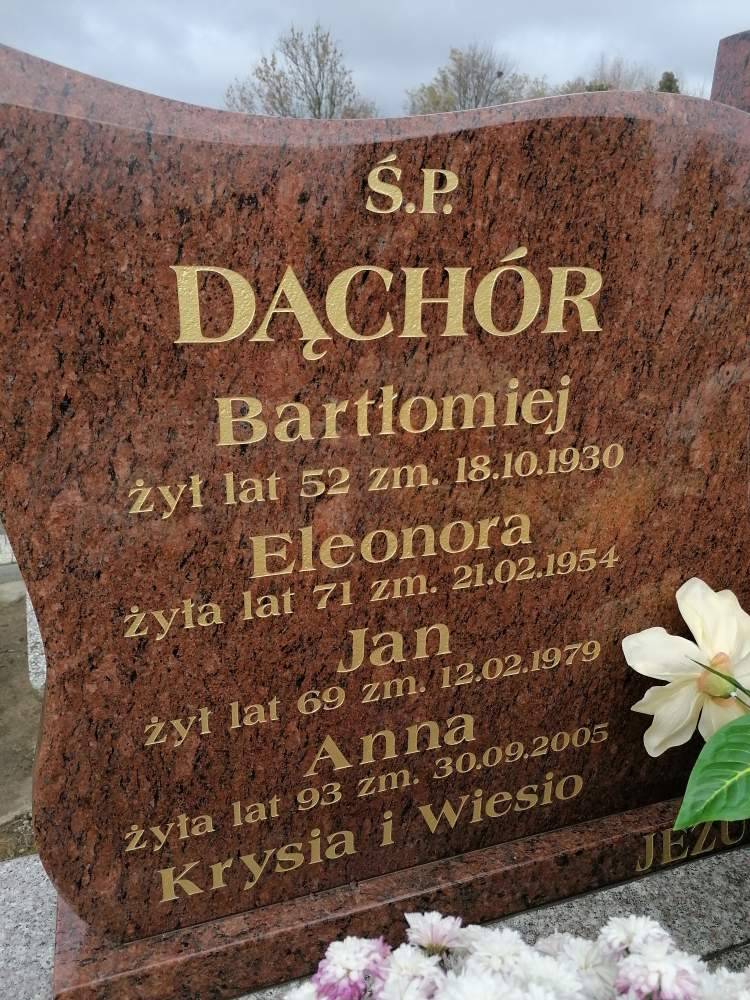 Ś.P.
DĄCHÓR
Bartłomiej
żył lat 52 zm. 18.10.1930
Eleonora
żyła lat 71 zm. 21.02.1954
Jan
żył lat 69 zm. 12.02.1979
Anna
żyła lat 93 zm. 30.09.2005
Krysia i Wiesio
JEZU